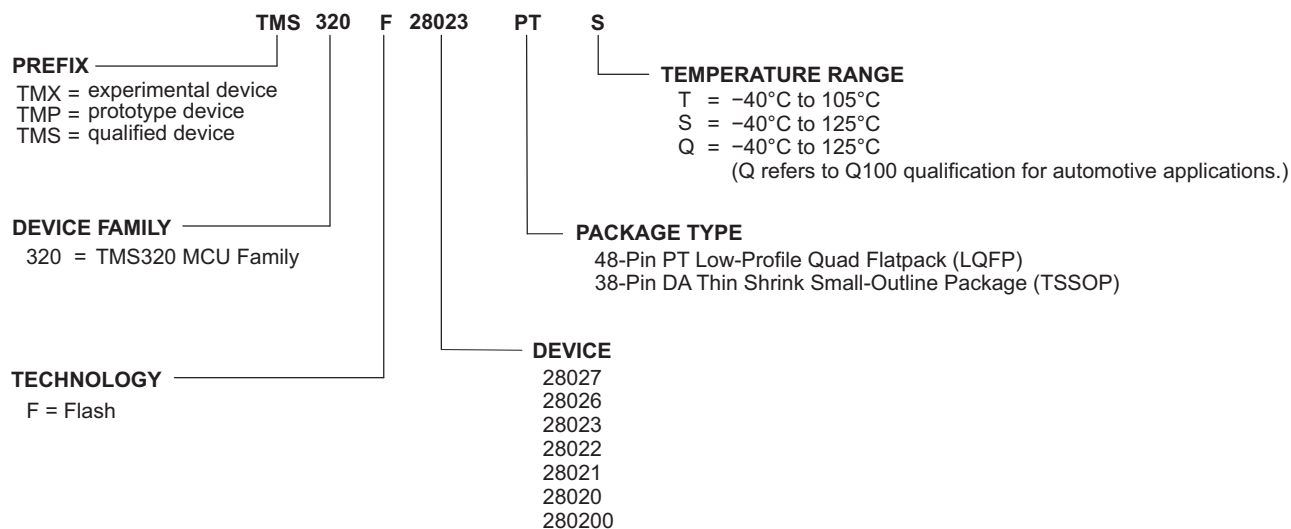 TMS 320 F 28023 PT S
PREFIX
TMX = experimental device
TMP = prototype device
TMS = qualified device
TEMPERATURE RANGE
T = −40°C to 105°C
S = −40°C to 125°C
Q = −40°C to 125°C
(Q refers to Q100 qualification for automotive applications.)
DEVICE FAMILY
320 = TMS320 MCU Family
PACKAGE TYPE
48-Pin PT Low-Profile Quad Flatpack (LQFP)
38-Pin DA Thin Shrink Small-Outline Package (TSSOP)
TECHNOLOGY
F = Flash
DEVICE
28027
28026
28023
28022
28021
28020
280200